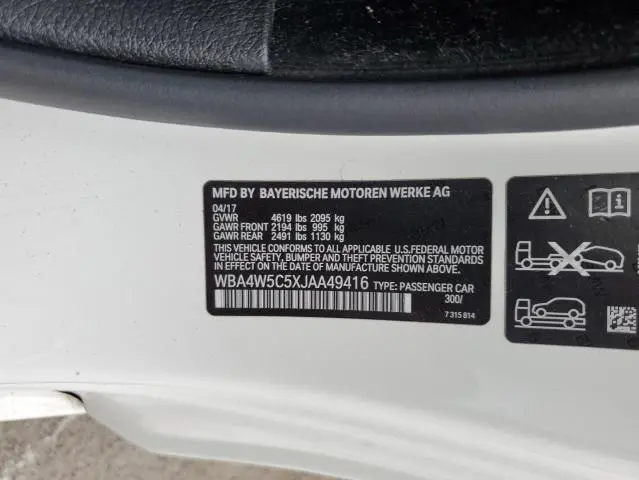 MFD BY BAYERISCHE MOTOREN WERKE AG
04/17
GVWR 4619 lbs 2095 kg
GAWR FRONT 2194 lbs 995 kg
GAWR REAR 2491 lbs 1130 kg
THIS VEHICLE CONFORMS TO ALL APPLICABLE U.S.FEDERAL MOTOR
VEHICLE SAFETY, BUMPER AND THEFT PREVENTION STANDARDS
IN EFFECT ON THE DATE OF MANUFACTURE SHOWN ABOVE.
WBA4W5C5XJAA49416 TYPE: PASSENGER CAR
300/
7 315 814